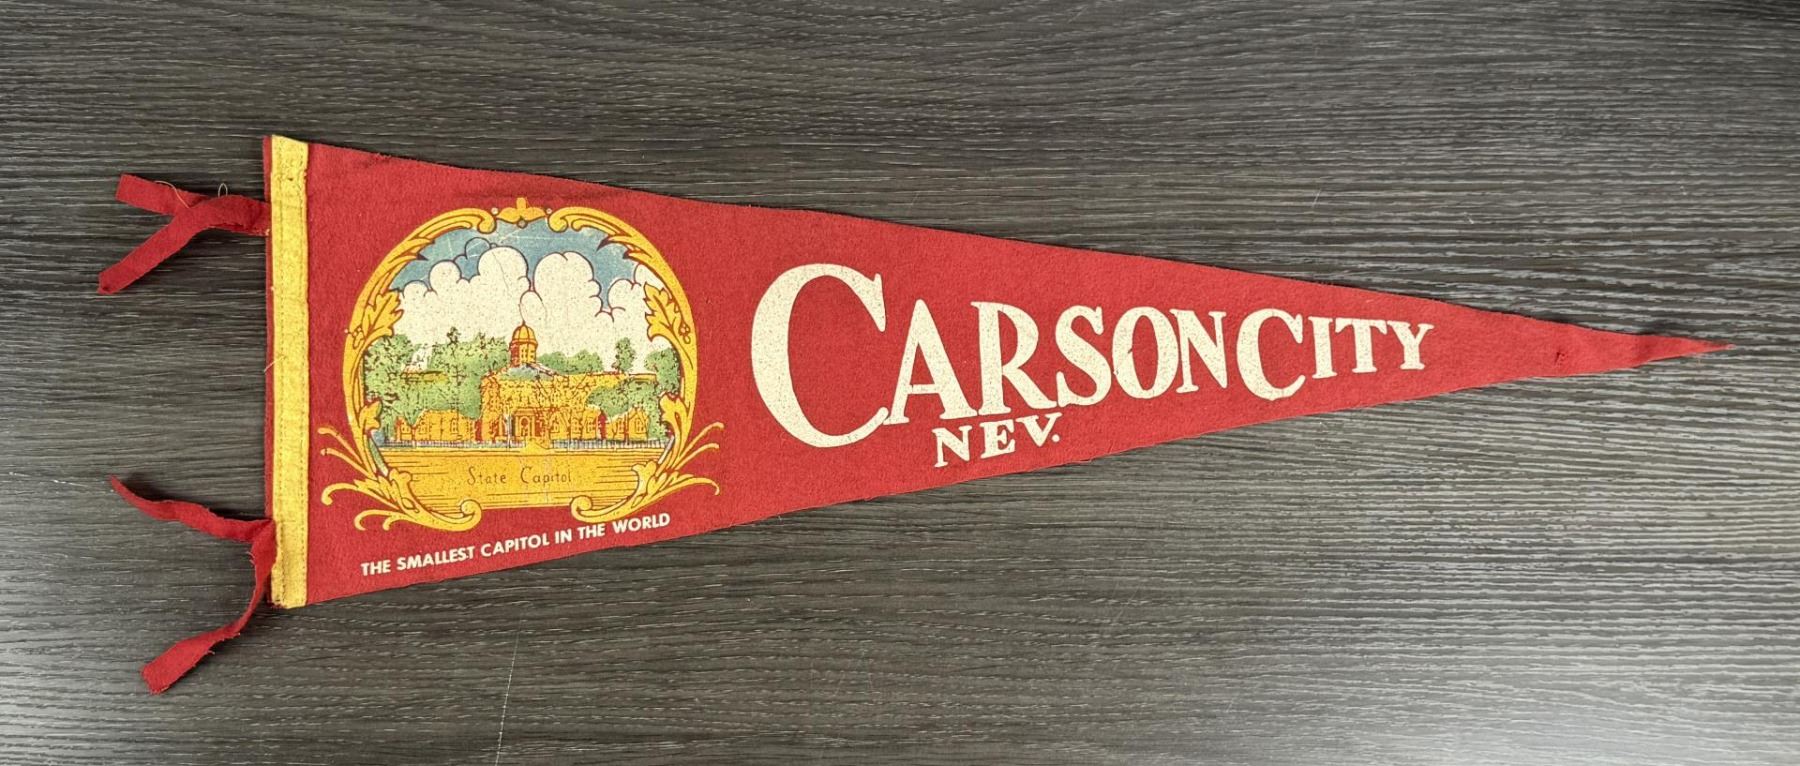 CARSON CITY
NEV.
State Capitol
THE SMALLEST CAPITOL IN THE WORLD